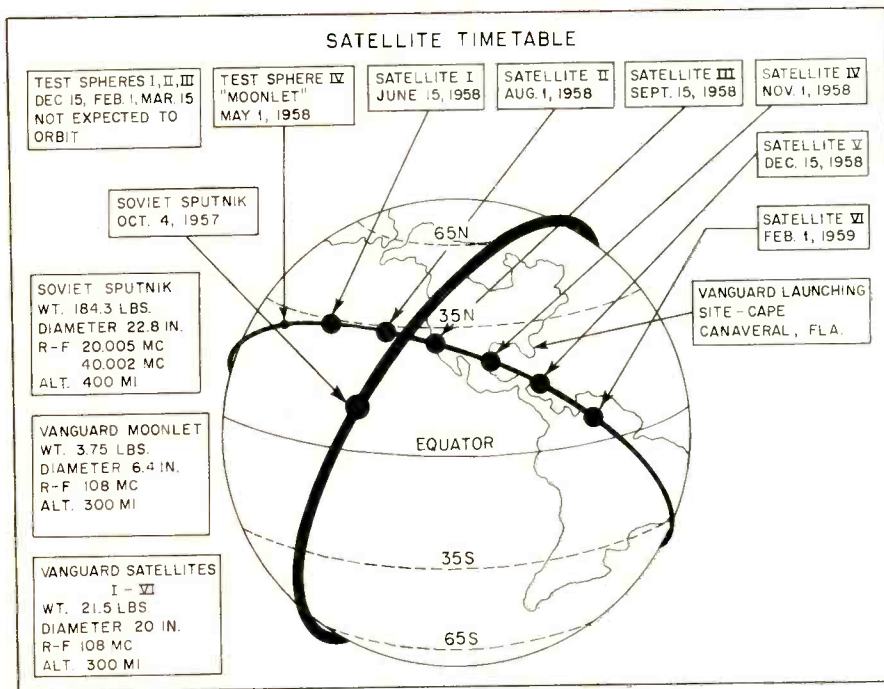 SATELLITE TIMETABLE
TEST SPHERES I, II, III
DEC 15, FEB. 1, MAR. 15
NOT EXPECTED TO
ORBIT
TEST SPHERE IV
"MOONLET"
MAY 1, 1958
SATELLITE I
JUNE 15, 1958
SATELLITE II
AUG. 1, 1958
SATELLITE III
SEPT. 15, 1958
SATELLITE IV
NOV. 1, 1958
SATELLITE V
DEC. 15, 1958
SATELLITE VI
FEB. 1, 1959
SOVIET SPUTNIK
OCT. 4, 1957
VANGUARD LAUNCHING
SITE-CAPE
CANAVERAL, FLA.
SOVIET SPUTNIK
WT. 184.3 LBS.
DIAMETER 22.8 IN.
R-F 20.005 MC
40.002 MC
ALT. 400 MI
VANGUARD MOONLET
WT. 3.75 LBS.
DIAMETER 6.4 IN.
R-F 108 MC
ALT. 300 MI
VANGUARD SATELLITES
I - VI
WT. 21.5 LBS
DIAMETER 20 IN.
R-F 108 MC
ALT. 300 MI
65N
35N
EQUATOR
35S
65S